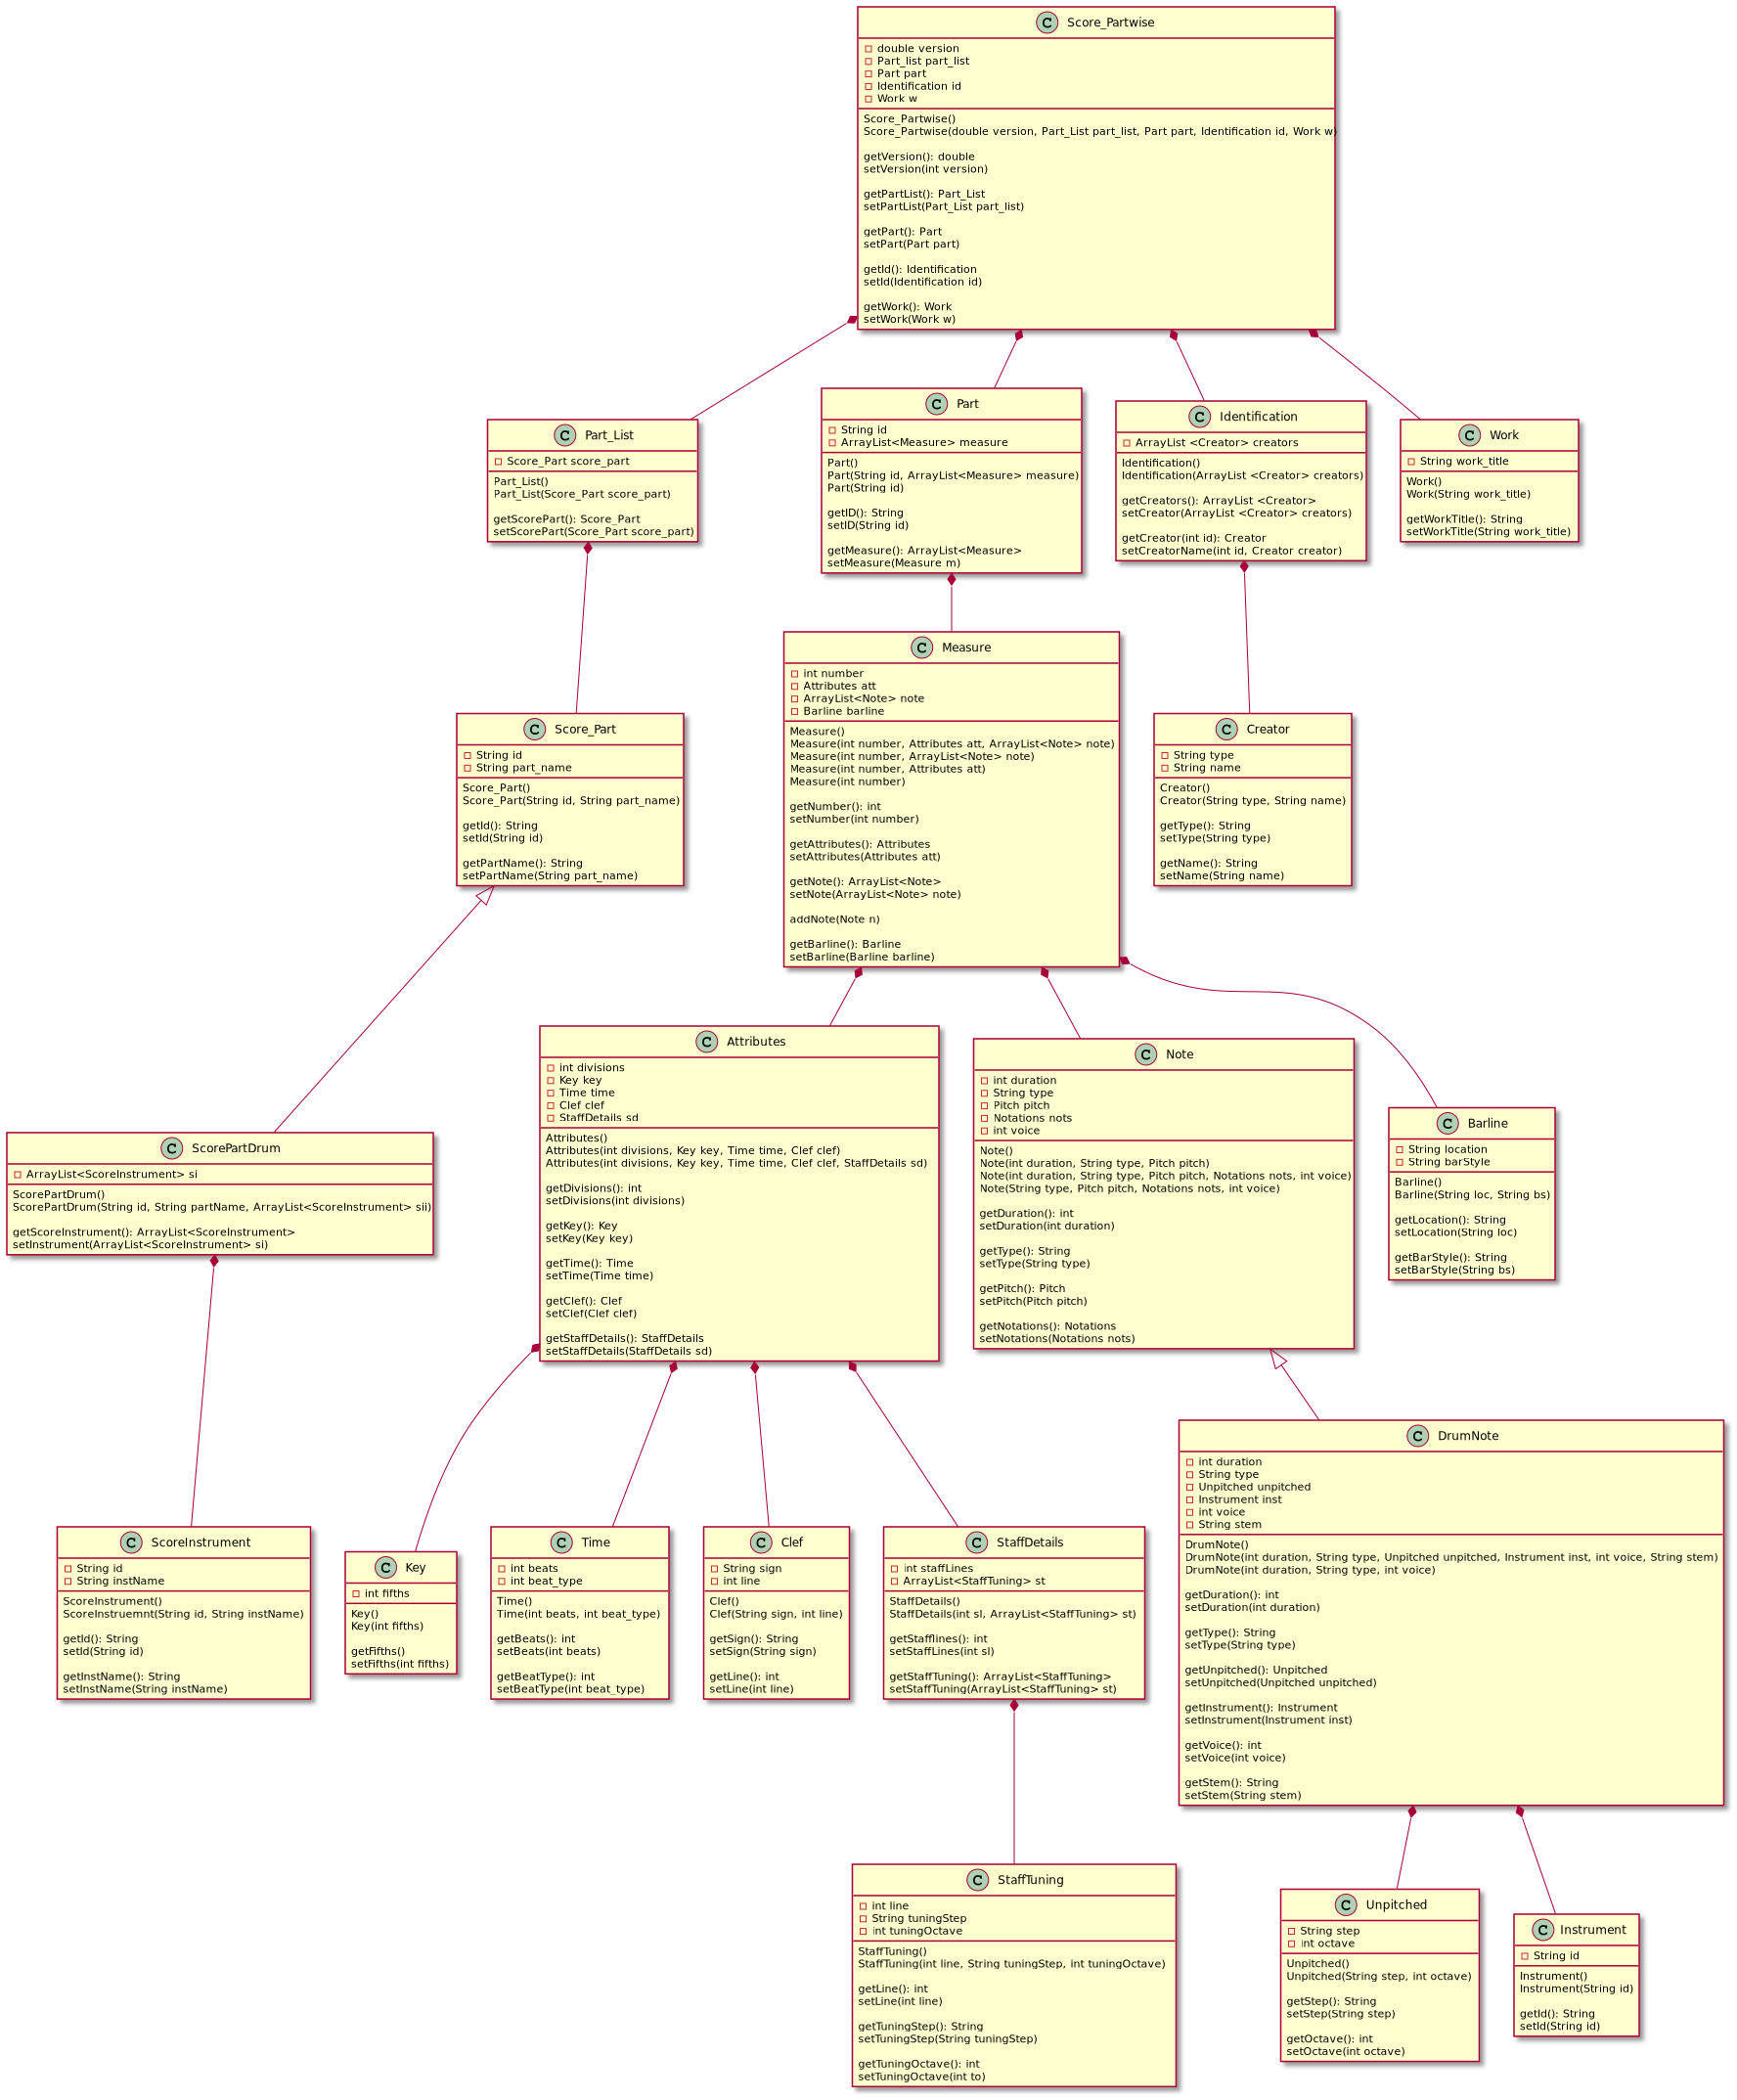 C Score_Partwise
double version
Part_list part_list
Part part
Identification id
Work w
Score_Partwise()
Score_Partwise(double version, Part_List part_list, Part part, Identification id, Work w)
getVersion(): double
setVersion(int version)
getPartList(): Part_List
setPartList(Part_List part_list)
getPart(): Part
setPart(Part part)
getId(): Identification
setId(Identification id)
getWork(): Work
setWork(Work w)
C Part_List
Score_Part score_part
Part_List()
Part_List(Score_Part score_part)
getScorePart(): Score_Part
setScorePart(Score_Part score_part)
C Part
String id
ArrayList<Measure> measure
Part()
Part(String id, ArrayList<Measure> measure)
Part(String id)
getID(): String
setID(String id)
getMeasure(): ArrayList<Measure>
setMeasure(Measure m)
C Identification
ArrayList <Creator> creators
Identification()
Identification(ArrayList <Creator> creators)
getCreators(): ArrayList <Creator>
setCreator(ArrayList <Creator> creators)
getCreator(int id): Creator
setCreatorName(int id, Creator creator)
C Work
String work_title
Work()
Work(String work_title)
getWorkTitle(): String
setWorkTitle(String work_title)
C Score_Part
String id
String part_name
Score_Part()
Score_Part(String id, String part_name)
getId(): String
setId(String id)
getPartName(): String
setPartName(String part_name)
C Measure
int number
Attributes att
ArrayList<Note> note
Barline barline
Measure()
Measure(int number, Attributes att, ArrayList<Note> note)
Measure(int number, ArrayList<Note> note)
Measure(int number, Attributes att)
Measure(int number)
getNumber(): int
setNumber(int number)
getAttributes(): Attributes
setAttributes(Attributes att)
getNote(): ArrayList<Note>
setNote(ArrayList<Note> note)
addNote(Note n)
getBarline(): Barline
setBarline(Barline barline)
C Creator
String type
String name
Creator()
Creator(String type, String name)
getType(): String
setType(String type)
getName(): String
setName(String name)
C ScorePartDrum
ArrayList<ScoreInstrument> si
ScorePartDrum()
ScorePartDrum(String id, String partName, ArrayList<ScoreInstrument> sii)
getScoreInstrument(): ArrayList<ScoreInstrument>
setInstrument(ArrayList<ScoreInstrument> si)
C Attributes
int divisions
Key key
Time time
Clef clef
StaffDetails sd
Attributes()
Attributes(int divisions, Key key, Time time, Clef clef)
Attributes(int divisions, Key key, Time time, Clef clef, StaffDetails sd)
getDivisions(): int
setDivisions(int divisions)
getKey(): Key
setKey(Key key)
getTime(): Time
setTime(Time time)
getClef(): Clef
setClef(Clef clef)
getStaffDetails(): StaffDetails
setStaffDetails(StaffDetails sd)
C Note
int duration
String type
Pitch pitch
Notations nots
int voice
Note()
Note(int duration, String type, Pitch pitch)
Note(int duration, String type, Pitch pitch, Notations nots, int voice)
Note(String type, Pitch pitch, Notations nots, int voice)
getDuration(): int
setDuration(int duration)
getType(): String
setType(String type)
getPitch(): Pitch
setPitch(Pitch pitch)
getNotations(): Notations
setNotations(Notations nots)
C Barline
String location
String barStyle
Barline()
Barline(String loc, String bs)
getLocation(): String
setLocation(String loc)
getBarStyle(): String
setBarStyle(String bs)
C ScoreInstrument
String id
String instName
ScoreInstrument()
ScoreInstruemnt(String id, String instName)
getId(): String
setId(String id)
getInstName(): String
setInstName(String instName)
C Key
int fifths
Key()
Key(int fifths)
getFifths()
setFifths(int fifths)
C Time
int beats
int beat_type
Time()
Time(int beats, int beat_type)
getBeats(): int
setBeats(int beats)
getBeatType(): int
setBeatType(int beat_type)
C Clef
String sign
int line
Clef()
Clef(String sign, int line)
getSign(): String
setSign(String sign)
getLine(): int
setLine(int line)
C StaffDetails
int staffLines
ArrayList<StaffTuning> st
StaffDetails()
StaffDetails(int sl, ArrayList<StaffTuning> st)
getStafflines(): int
setStaffLines(int sl)
getStaffTuning(): ArrayList<StaffTuning>
setStaffTuning(ArrayList<StaffTuning> st)
C DrumNote
int duration
String type
Unpitched unpitched
Instrument inst
int voice
String stem
DrumNote()
DrumNote(int duration, String type, Unpitched unpitched, Instrument inst, int voice, String stem)
DrumNote(int duration, String type, int voice)
getDuration(): int
setDuration(int duration)
getType(): String
setType(String type)
getUnpitched(): Unpitched
setUnpitched(Unpitched unpitched)
getInstrument(): Instrument
setInstrument(Instrument inst)
getVoice(): int
setVoice(int voice)
getStem(): String
setStem(String stem)
C StaffTuning
int line
String tuningStep
int tuningOctave
StaffTuning()
StaffTuning(int line, String tuningStep, int tuningOctave)
getLine(): int
setLine(int line)
getTuningStep(): String
setTuningStep(String tuningStep)
getTuningOctave(): int
setTuningOctave(int to)
C Unpitched
String step
int octave
Unpitched()
Unpitched(String step, int octave)
getStep(): String
setStep(String step)
getOctave(): int
setOctave(int octave)
C Instrument
String id
Instrument()
Instrument(String id)
getId(): String
setId(String id)